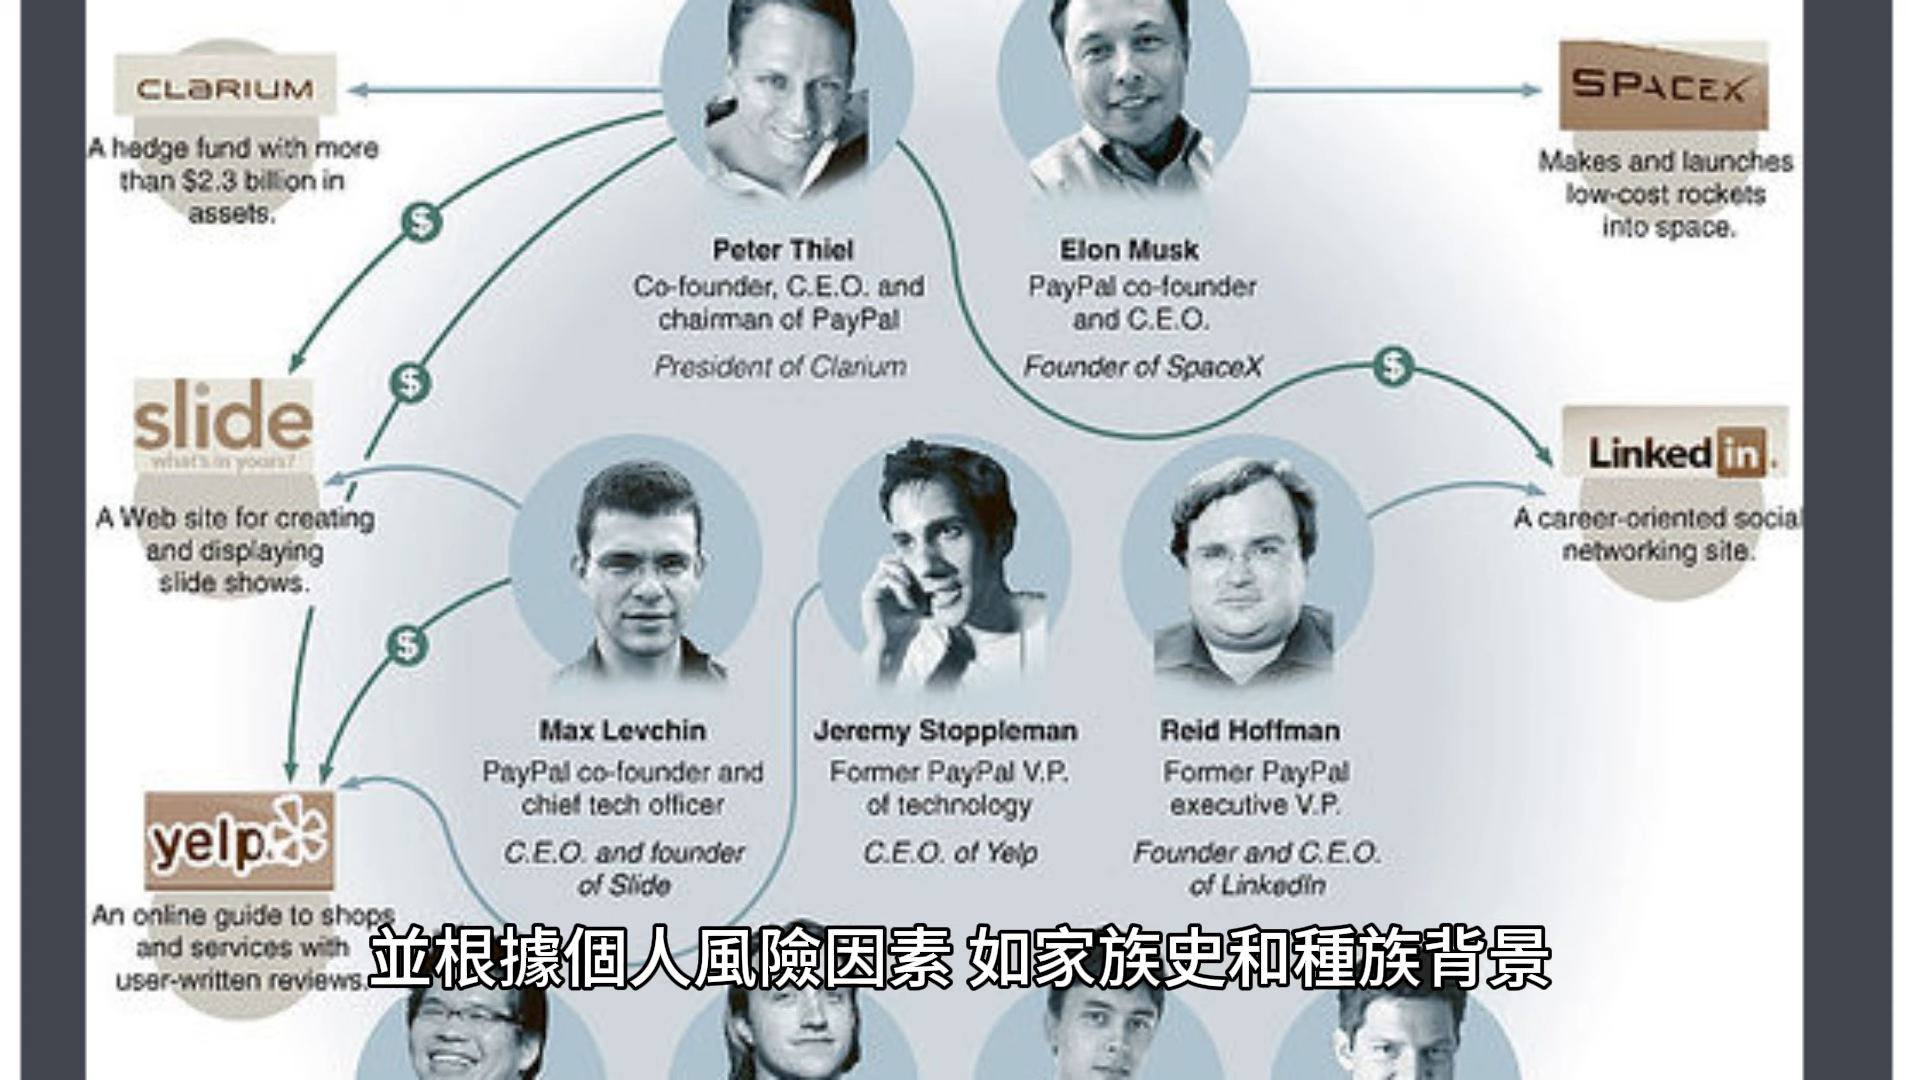 CLARIUM
A hedge fund with more
than $2.3 billion in
assets.
SPACEX
Makes and launches
low-cost rockets
into space.
$
Peter Thiel
Co-founder, C.E.O. and
chairman of PayPal
President of Clarium
Elon Musk
PayPal co-founder
and C.E.O.
Founder of SpaceX
$
$
slide
what's in yours?
A Web site for creating
and displaying
slide shows.
Linked in.
A career-oriented social
networking site.
$
Max Levchin
PayPal co-founder and
chief tech officer
C.E.O. and founder
of Slide
Jeremy Stoppleman
Former PayPal V.P.
of technology
C.E.O. of Yelp
Reid Hoffman
Former PayPal
executive V.P.
Founder and C.E.O.
of LinkedIn
yelp
An online guide to shops
and services with
user-written reviews.
並根據個人風險因素 如家族史和種族背景